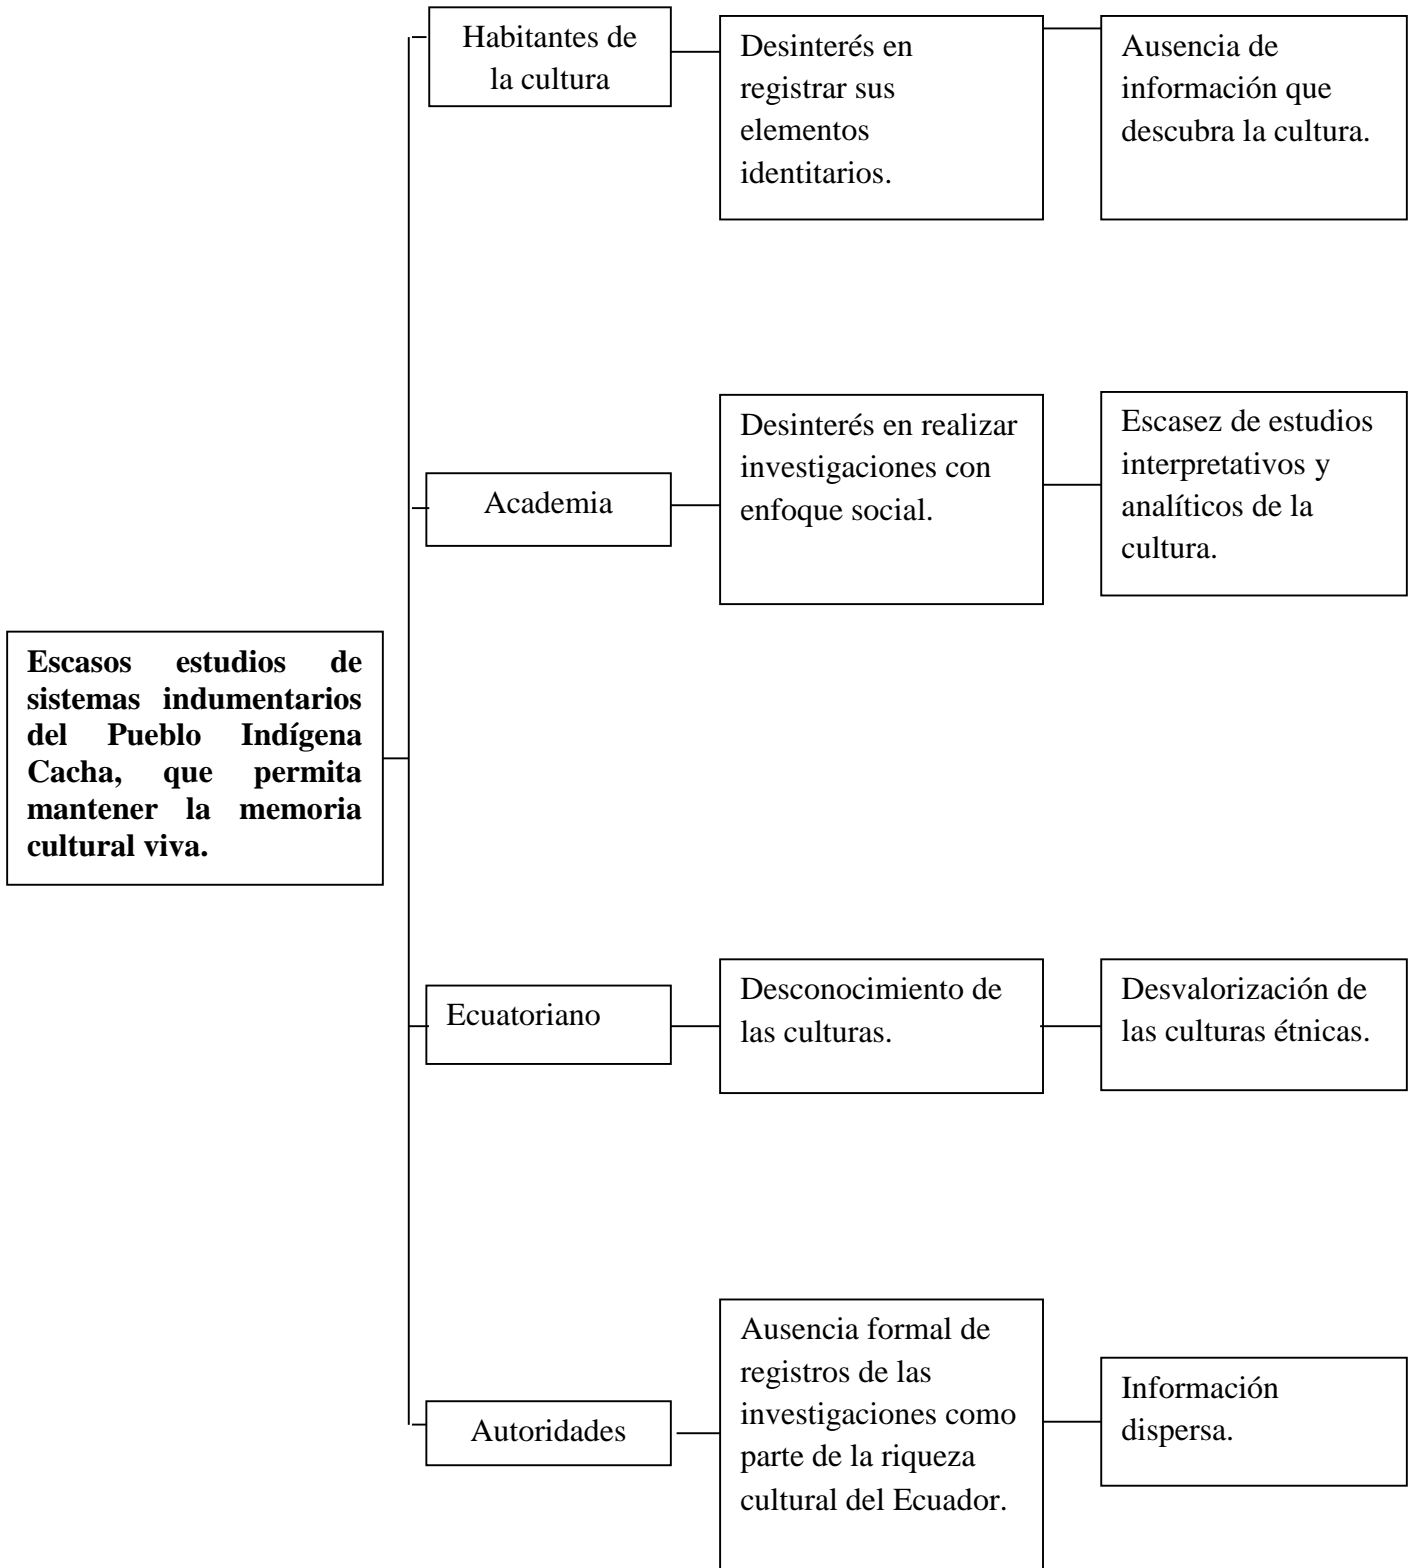 Habitantes de
la cultura
Desinterés en
registrar sus
elementos
identitarios.
Ausencia de
información que
descubra la cultura.
Academia
Desinterés en realizar
investigaciones con
enfoque social.
Escasez de estudios
interpretativos y
analíticos de la
cultura.
Escasos estudios de
sistemas indumentarios
del Pueblo Indígena
Cacha, que permita
mantener la memoria
cultural viva.
Ecuatoriano
Desconocimiento de
las culturas.
Desvalorización de
las culturas étnicas.
Autoridades
Ausencia formal de
registros de las
investigaciones como
parte de la riqueza
cultural del Ecuador.
Información
dispersa.